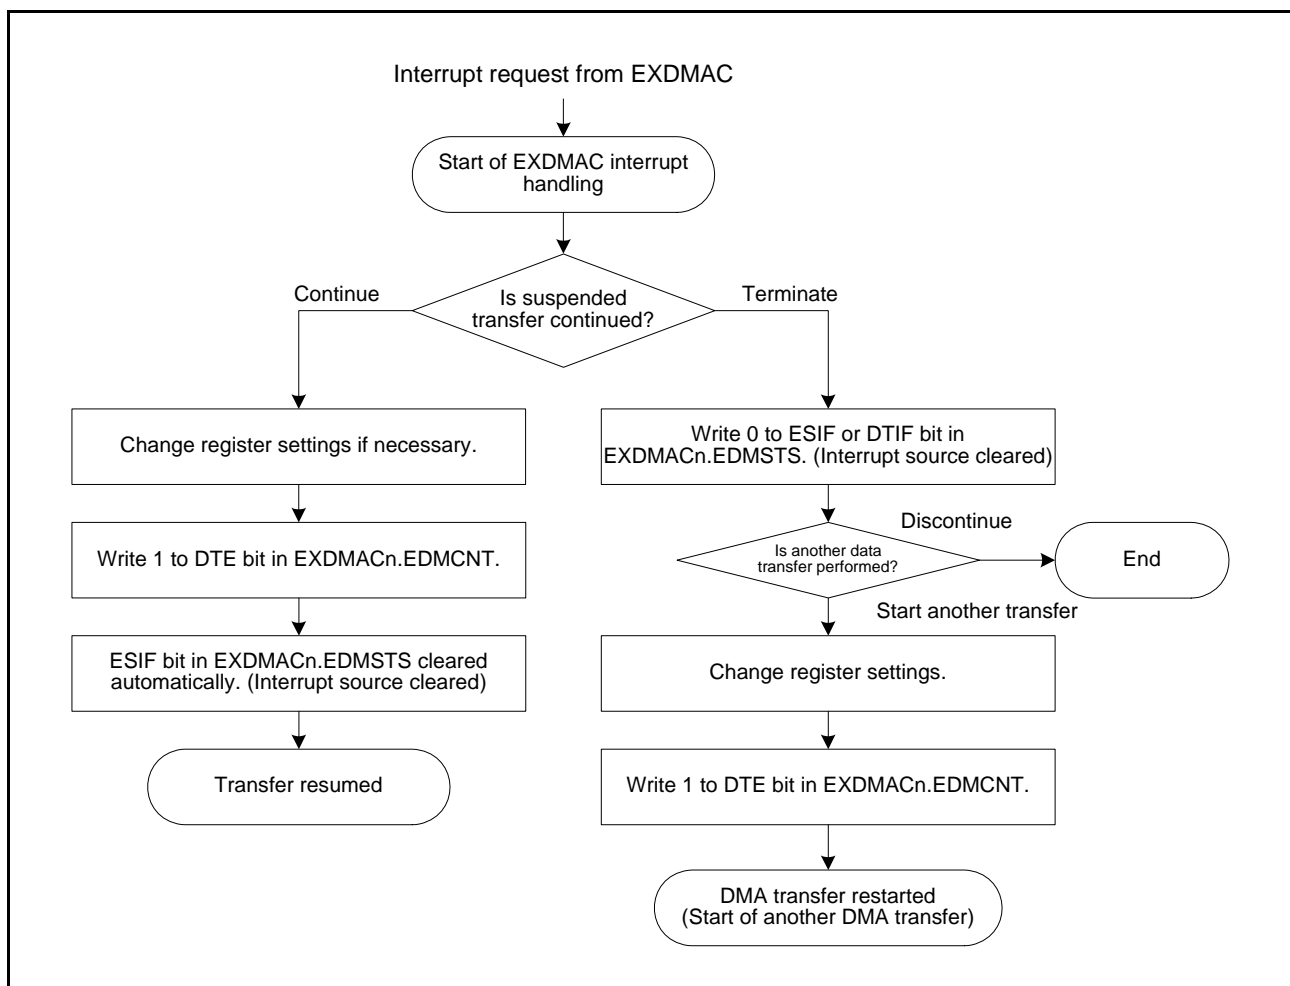 Interrupt request from EXDMAC
Start of EXDMAC interrupt
handling
Is suspended
transfer continued?
Continue
Terminate
Change register settings if necessary.
Write 1 to DTE bit in EXDMACn.EDMCNT.
ESIF bit in EXDMACn.EDMSTS cleared
automatically. (Interrupt source cleared)
Transfer resumed
Write 0 to ESIF or DTIF bit in
EXDMACn.EDMSTS. (Interrupt source cleared)
Is another data
transfer performed?
Discontinue
End
Start another transfer
Change register settings.
Write 1 to DTE bit in EXDMACn.EDMCNT.
DMA transfer restarted
(Start of another DMA transfer)